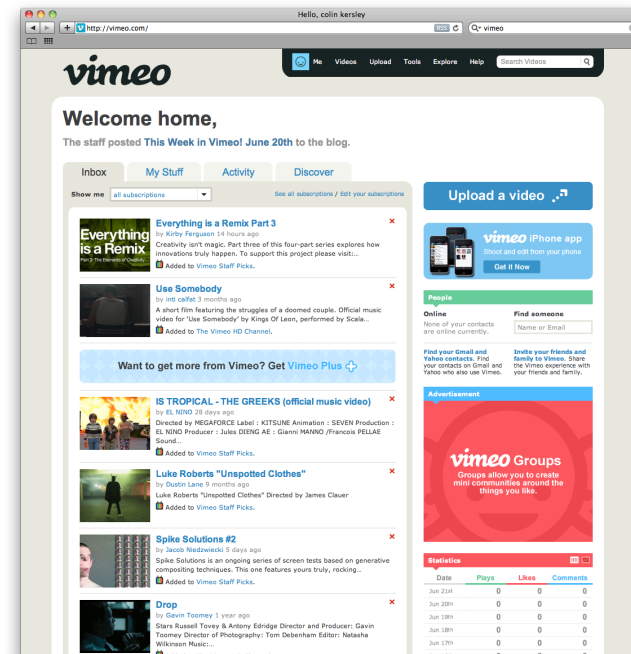 Hello, colin kersley
http://vimeo.com/
RSS
vimeo
vimeo
Me Videos Upload Tools Explore Help Search Videos
Welcome home,
The staff posted This Week in Vimeo! June 20th to the blog.
Inbox My Stuff Activity Discover
Show me all subscriptions See all subscriptions / Edit your subscriptions
Everything is a Remix Part 3
by Kirby Ferguson 14 hours ago
Creativity isn't magic. Part three of this four-part series explores how
innovations truly happen. To support this project please visit:...
Added to Vimeo Staff Picks.
Everything
is a Remix
Part 3: The Elements of Creativity
Use Somebody
by inti calfat 3 months ago
A short film featuring the struggles of a doomed couple. Official music
video for 'Use Somebody' by Kings Of Leon, performed by Scala...
Added to The Vimeo HD Channel.
Want to get more from Vimeo? Get Vimeo Plus
IS TROPICAL - THE GREEKS (official music video)
by EL NINO 28 days ago
Directed by MEGAFORCE Label : KITSUNE Animation : SEVEN Production :
EL NINO Producer : Jules DIENG AE : Gianni MANNO /Francois PELLAE
Sound...
Added to Vimeo Staff Picks.
Luke Roberts "Unspotted Clothes"
by Dustin Lane 9 months ago
Luke Roberts "Unspotted Clothes" Directed by James Clauer
Added to Vimeo Staff Picks.
Spike Solutions #2
by Jacob Niedzwiecki 5 days ago
Spike Solutions is an ongoing series of screen tests based on generative
compositing techniques. This one features yours truly, rocking...
Added to Vimeo Staff Picks.
Drop
by Gavin Toomey 1 year ago
Stars Russell Tovey & Antony Edridge Director and Producer: Gavin
Toomey Director of Photography: Tom Debenham Editor: Natasha
Wilkinson Music:...
Upload a video
vimeo iPhone app
Shoot and edit from your phone
Get it Now
People
Online Find someone
None of your contacts
are online currently.
Name or Email
Find your Gmail and
Yahoo contacts. Find
your contacts on Gmail and
Yahoo who also use Vimeo.
Invite your friends and
family to Vimeo. Share
the Vimeo experience with
your friends and family.
Advertisement
vimeo Groups
Groups allow you to create
mini communities around the
things you like.
Statistics
Date Plays Likes Comments
Jun 21st 0 0 0
Jun 20th 0 0 0
Jun 19th 0 0 0
Jun 18th 0 0 0
Jun 17th 0 0 0